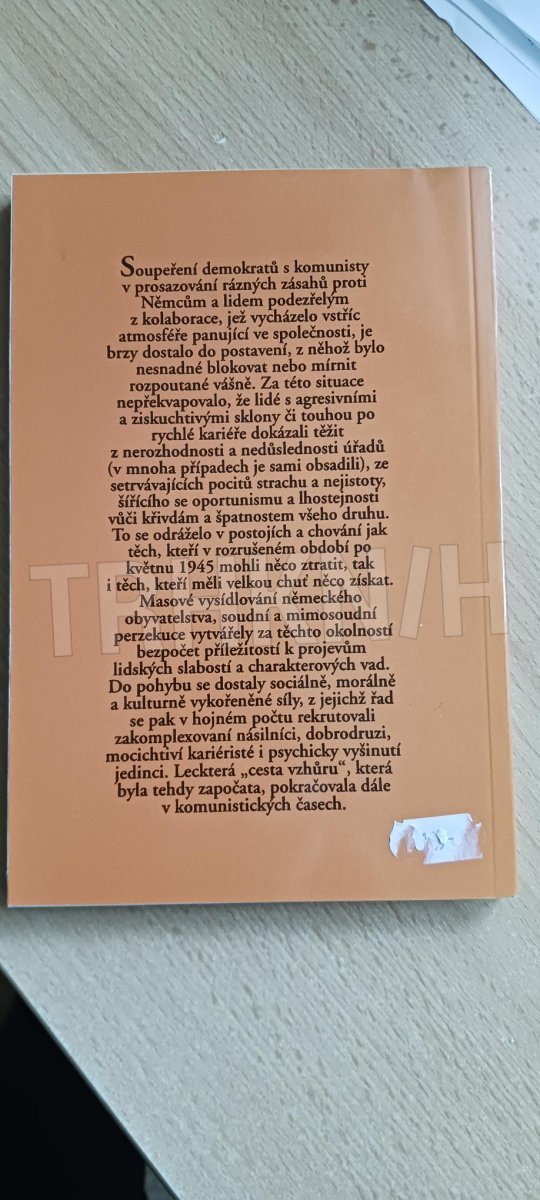 Soupeření demokratů s komunisty
v prosazování rázných zásahů proti
Němcům a lidem podezřelým
z kolaborace, jež vycházelo vstříc
atmosféře panující ve společnosti, je
brzy dostalo do postavení, z něhož bylo
nesnadné blokovat nebo mírnit
rozpoutané vášně. Za této situace
nepřekvapovalo, že lidé s agresivními
a ziskuchtivými sklony či touhou po
rychlé kariéře dokázali těžit
z nerozhodnosti a nedůslednosti úřadů
(v mnoha případech je sami obsadili), ze
setrvávajících pocitů strachu a nejistoty,
šířícího se oportunismu a lhostejnosti
vůči křivdám a špatnostem všeho druhu.
To se odráželo v postojích a chování jak
těch, kteří v rozrušeném období po
květnu 1945 mohli něco ztratit, tak
i těch, kteří měli velkou chuť něco získat.
Masové vysídlování německého
obyvatelstva, soudní a mimosoudní
perzekuce vytvářely za těchto okolností
bezpočet příležitostí k projevům
lidských slabostí a charakterových vad.
Do pohybu se dostaly sociálně, morálně
a kulturně vykořeněné síly, z jejichž řad
se pak v hojném počtu rekrutovali
zakomplexovaní násilníci, dobrodruzi,
mocichtiví kariéristé i psychicky vyšinutí
jedinci. Leckterá „cesta vzhůru“, která
byla tehdy započata, pokračovala dále
v komunistických časech.